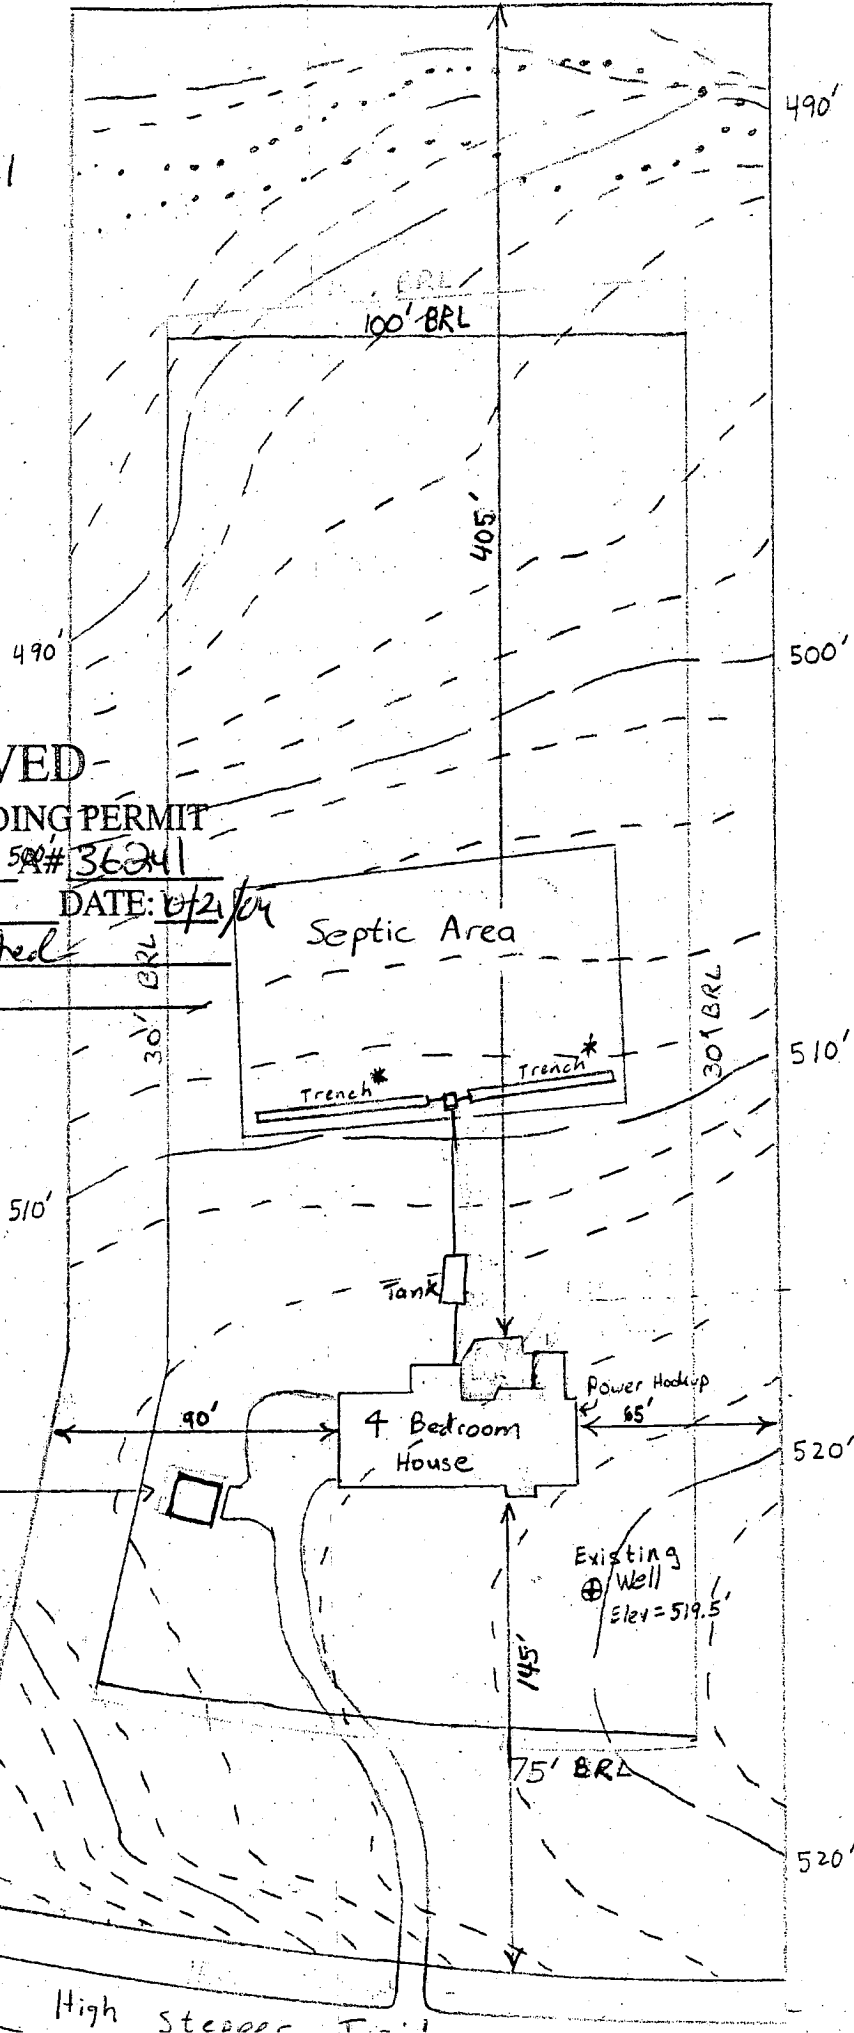 490'
100' BRL
405'
490'
500'
VED
DING PERMIT
A# 36241
DATE:
Septic Area
30' BRL
30' BRL
Trench*
Trench*
510'
510'
Tank
Power Hookup
90'
4 Bedroom
House
65'
520'
Existing
Well
Elev=519.5'
145'
75' BRL
520'
High